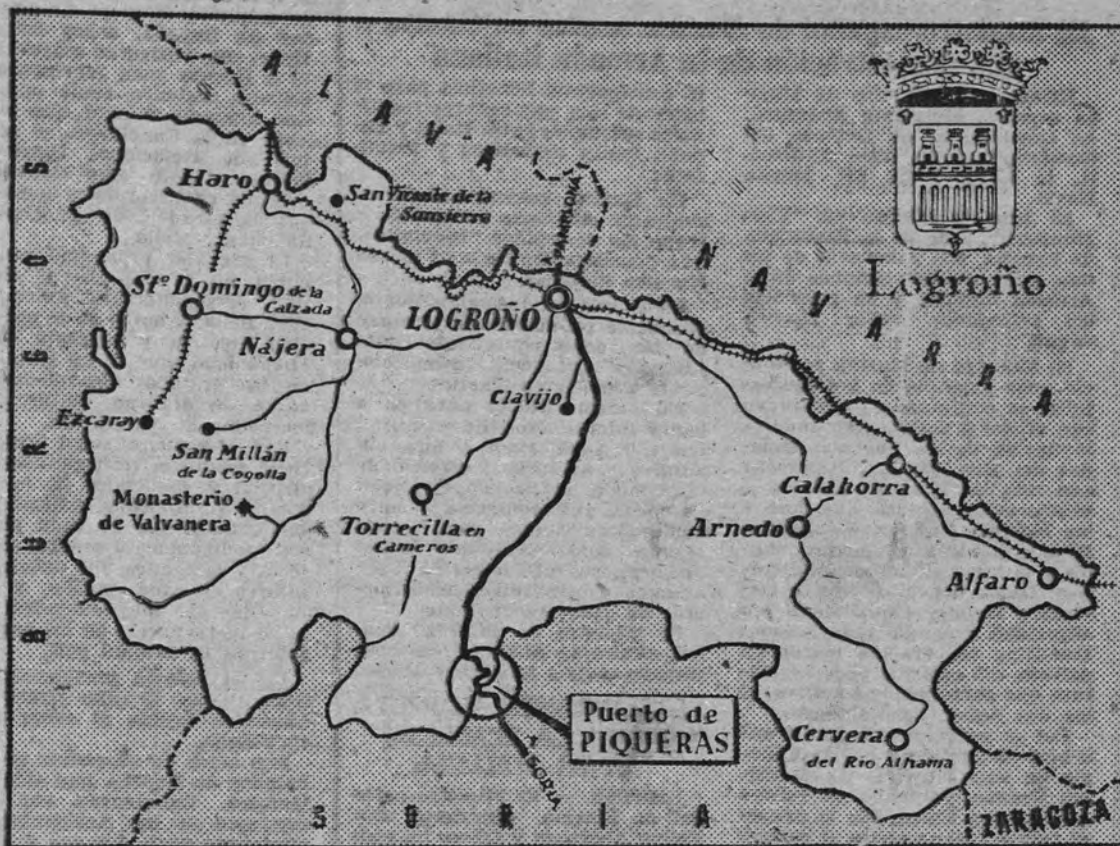 ALAVA
BURGOS
NAVARRA
Logroño
Haro
San Vicente de la
Sonsierra
A PAMPLONA
Stº Domingo de la
Calzada
LOGROÑO
Nájera
Clavijo
Ezcaray
San Millán
de la Cogolla
Monasterio
de Valvanera
Torrecilla en
Cameros
Calahorra
Arnedo
Alfaro
Puerto de
PIQUERAS
Cervera
del Río Alhama
A SORIA
SORIA
ZARAGOZA